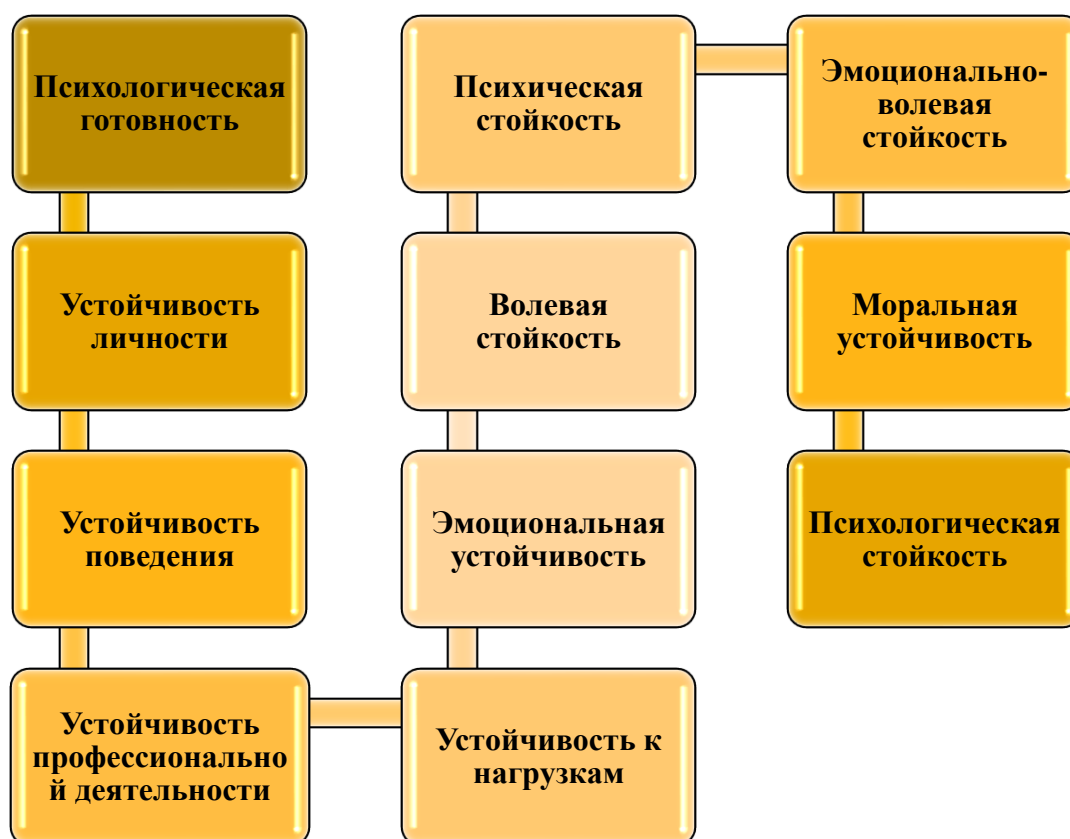 Психологическая
готовность
Устойчивость
личности
Устойчивость
поведения
Устойчивость
профессионально
й деятельности
Устойчивость к
нагрузкам
Эмоциональная
устойчивость
Волевая
стойкость
Психическая
стойкость
Эмоционально-
волевая
стойкость
Моральная
устойчивость
Психологическая
стойкость